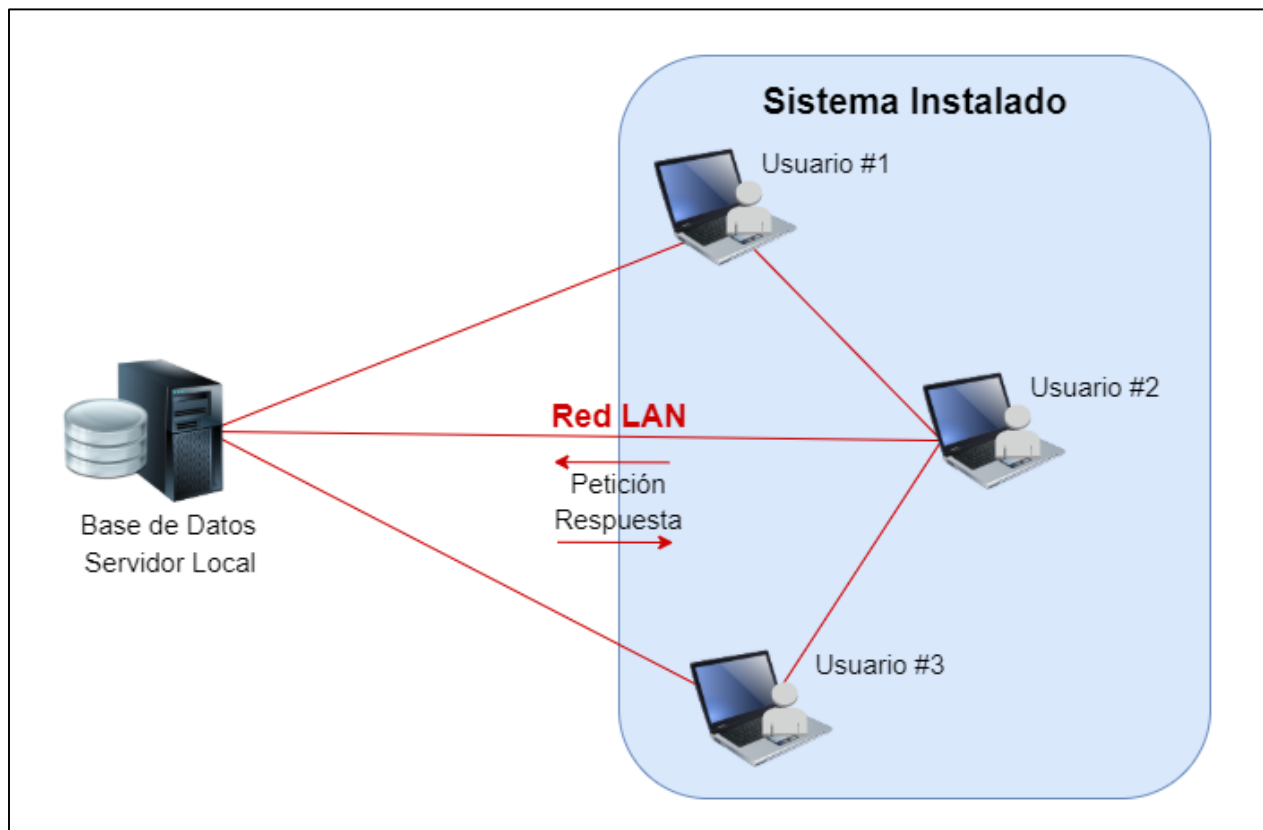 Sistema Instalado
Usuario #1
Usuario #2
Red LAN
Petición
Respuesta
Base de Datos
Servidor Local
Usuario #3